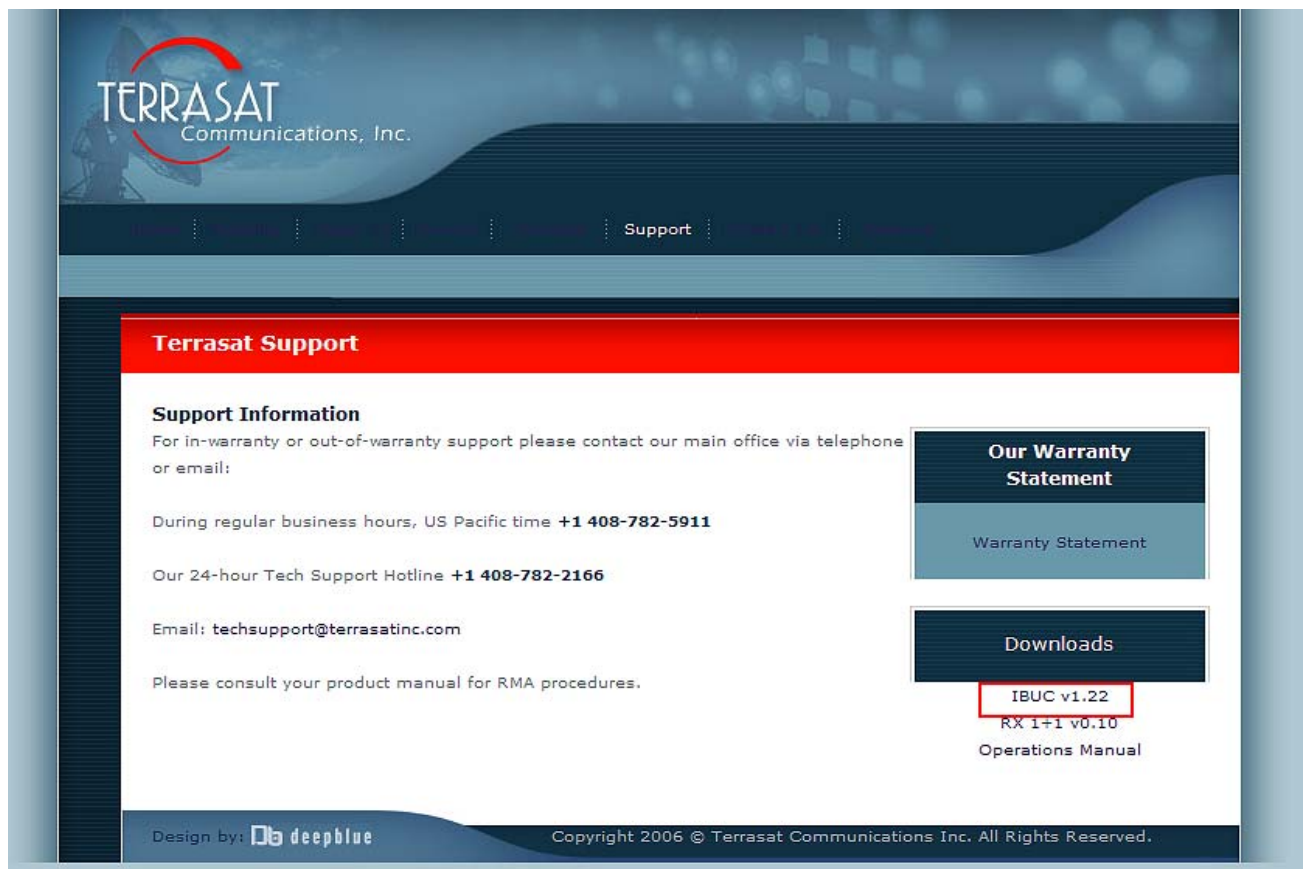 TERRASAT
Communications, Inc.
Support
Terrasat Support
Support Information
For in-warranty or out-of-warranty support please contact our main office via telephone
or email:
During regular business hours, US Pacific time +1 408-782-5911
Our 24-hour Tech Support Hotline +1 408-782-2166
Email: techsupport@terrasatinc.com
Please consult your product manual for RMA procedures.
Our Warranty
Statement
Warranty Statement
Downloads
IBUC v1.22
RX 1+1 v0.10
Operations Manual
Design by: Db deepblue
Copyright 2006 © Terrasat Communications Inc. All Rights Reserved.